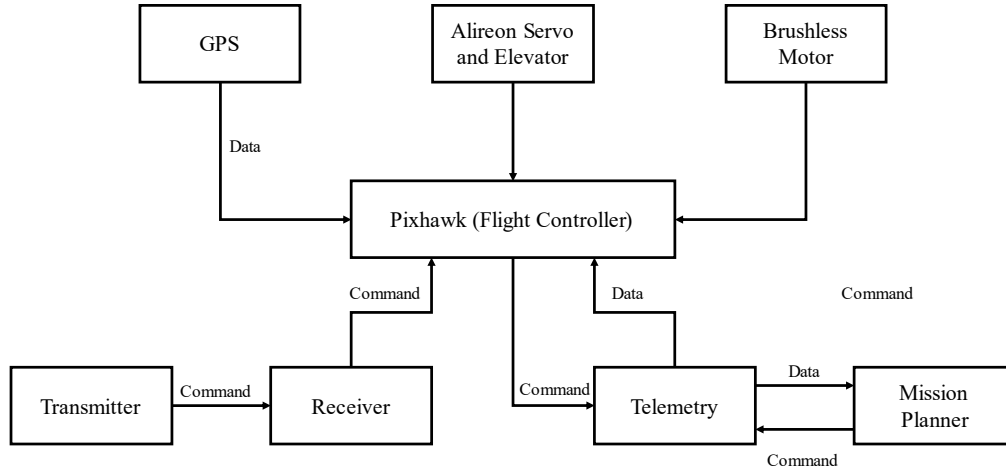 GPS
Alireon Servo
and Elevator
Brushless
Motor
Data
Pixhawk (Flight Controller)
Command
Data
Command
Transmitter
Command
Receiver
Command
Telemetry
Data
Mission
Planner
Command